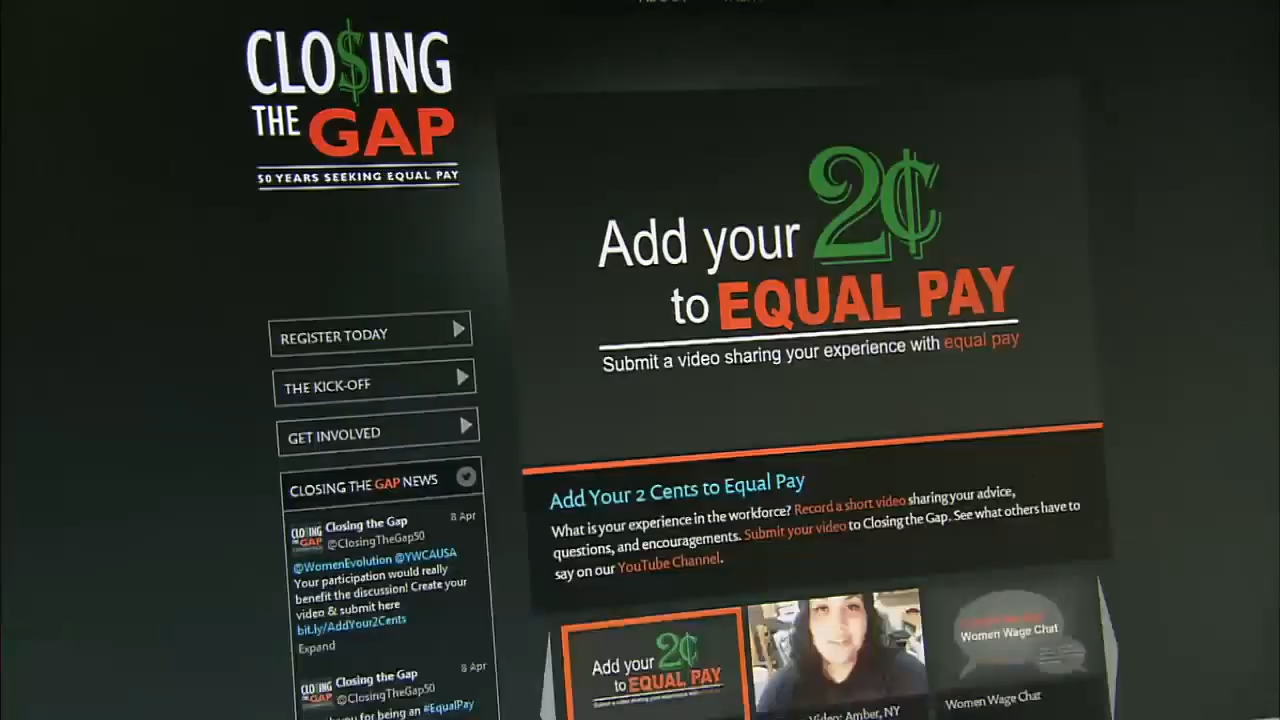 CLO$ING
THE GAP
50 YEARS SEEKING EQUAL PAY
REGISTER TODAY
THE KICK-OFF
GET INVOLVED
CLOSING THE GAP NEWS
Closing the Gap
8 Apr
@ClosingTheGap50
@WomenEvolution @YWCAUSA
Your participation would really
benefit the discussion! Create your
video & submit here
bit.ly/AddYour2Cents
Expand
Closing the Gap
8 Apr
@ClosingTheGap50
you for being an #EqualPay
Add your 2¢
to EQUAL PAY
Submit a video sharing your experience with equal pay
Add Your 2 Cents to Equal Pay
What is your experience in the workforce? Record a short video sharing your advice,
questions, and encouragements. Submit your video to Closing the Gap. See what others have to
say on our YouTube Channel.
Add your 2¢
to EQUAL PAY
Video: Amber, NY
Women Wage Chat
Women Wage Chat